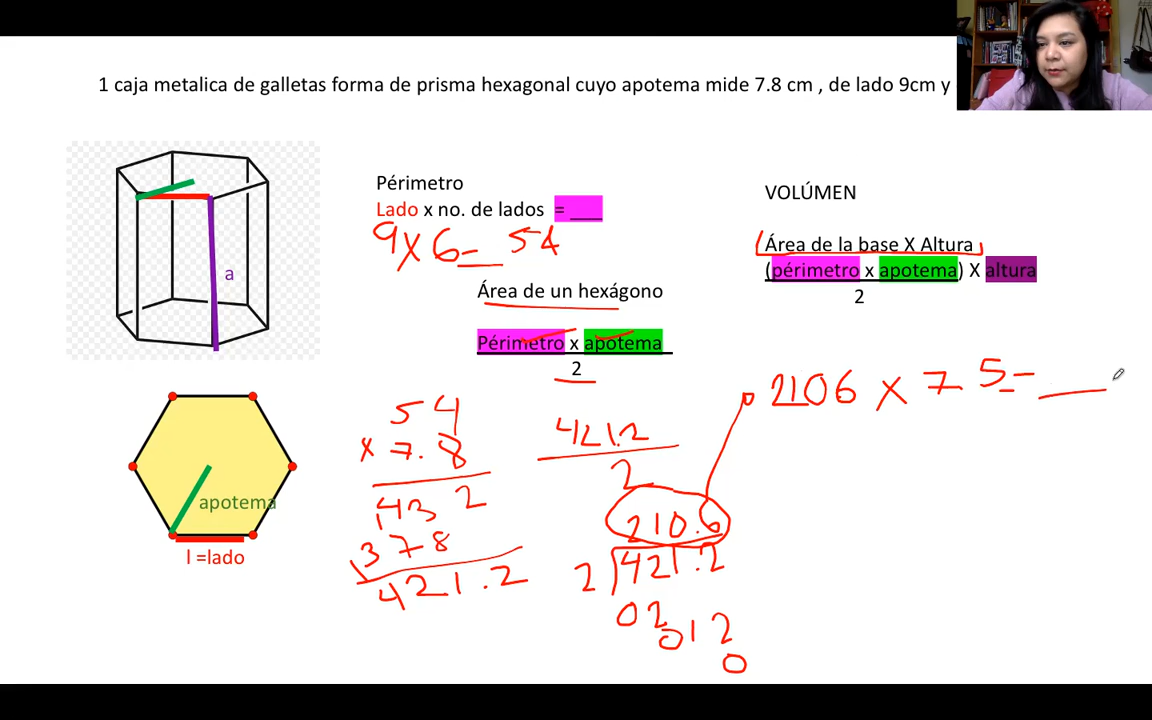 1 caja metalica de galletas forma de prisma hexagonal cuyo apotema mide 7.8 cm , de lado 9cm y
Périmetro
Lado x no. de lados = ___
9 x 6 = 54
Área de un hexágono
Périmetro x apotema
2
VOLÚMEN
Área de la base X Altura
(périmetro x apotema) X altura
2
a
apotema
l =lado
54
x 7.8
432
378
421.2
421.2
2
210.6
2 421.2
02
012
0
2106 x 75 = ___